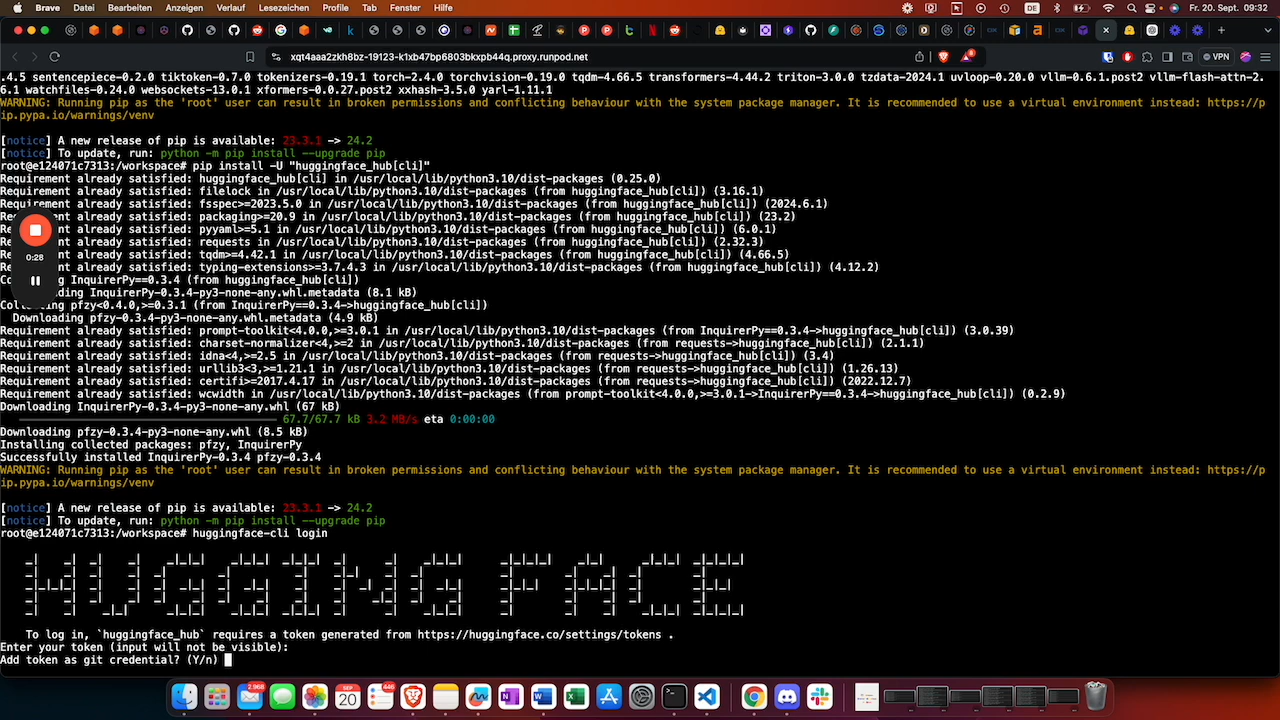 Brave Datei Bearbeiten Anzeigen Verlauf Lesezeichen Profile Tab Fenster Hilfe DE Fr. 20. Sept. 09:32
xqt4aaa2zkh8bz-19123-k1xb47bp6803bkxpb44q.proxy.runpod.net VPN
.4.5 sentencepiece-0.2.0 tiktoken-0.7.0 tokenizers-0.19.1 torch-2.4.0 torchvision-0.19.0 tqdm-4.66.5 transformers-4.44.2 triton-3.0.0 tzdata-2024.1 uvloop-0.20.0 vllm-0.6.1.post2 vllm-flash-attn-2.
6.1 watchfiles-0.24.0 websockets-13.0.1 xformers-0.0.27.post2 xxhash-3.5.0 yarl-1.11.1
WARNING: Running pip as the 'root' user can result in broken permissions and conflicting behaviour with the system package manager. It is recommended to use a virtual environment instead: https://p
ip.pypa.io/warnings/venv
[notice] A new release of pip is available: 23.3.1 -> 24.2
[notice] To update, run: python -m pip install --upgrade pip
root@e124071c7313:/workspace# pip install -U "huggingface_hub[cli]"
Requirement already satisfied: huggingface_hub[cli] in /usr/local/lib/python3.10/dist-packages (0.25.0)
Requirement already satisfied: filelock in /usr/local/lib/python3.10/dist-packages (from huggingface_hub[cli]) (3.16.1)
Requirement already satisfied: fsspec>=2023.5.0 in /usr/local/lib/python3.10/dist-packages (from huggingface_hub[cli]) (2024.6.1)
Re uirement already satisfied: packaging>=20.9 in /usr/local/lib/python3.10/dist-packages (from huggingface_hub[cli]) (23.2)
Re ment already satisfied: pyyaml>=5.1 in /usr/local/lib/python3.10/dist-packages (from huggingface_hub[cli]) (6.0.1)
Re ment already satisfied: requests in /usr/local/lib/python3.10/dist-packages (from huggingface_hub[cli]) (2.32.3)
Re ment already satisfied: tqdm>=4.42.1 in /usr/local/lib/python3.10/dist-packages (from huggingface_hub[cli]) (4.66.5)
0:28
Re ment already satisfied: typing-extensions>=3.7.4.3 in /usr/local/lib/python3.10/dist-packages (from huggingface_hub[cli]) (4.12.2)
Co ng InquirerPy==0.3.4 (from huggingface_hub[cli])
ading InquirerPy-0.3.4-py3-none-any.whl.metadata (8.1 kB)
Collecting pfzy<0.4.0,>=0.3.1 (from InquirerPy==0.3.4->huggingface_hub[cli])
Downloading pfzy-0.3.4-py3-none-any.whl.metadata (4.9 kB)
Requirement already satisfied: prompt-toolkit<4.0.0,>=3.0.1 in /usr/local/lib/python3.10/dist-packages (from InquirerPy==0.3.4->huggingface_hub[cli]) (3.0.39)
Requirement already satisfied: charset-normalizer<4,>=2 in /usr/local/lib/python3.10/dist-packages (from requests->huggingface_hub[cli]) (2.1.1)
Requirement already satisfied: idna<4,>=2.5 in /usr/local/lib/python3.10/dist-packages (from requests->huggingface_hub[cli]) (3.4)
Requirement already satisfied: urllib3<3,>=1.21.1 in /usr/local/lib/python3.10/dist-packages (from requests->huggingface_hub[cli]) (1.26.13)
Requirement already satisfied: certifi>=2017.4.17 in /usr/local/lib/python3.10/dist-packages (from requests->huggingface_hub[cli]) (2022.12.7)
Requirement already satisfied: wcwidth in /usr/local/lib/python3.10/dist-packages (from prompt-toolkit<4.0.0,>=3.0.1->InquirerPy==0.3.4->huggingface_hub[cli]) (0.2.9)
Downloading InquirerPy-0.3.4-py3-none-any.whl (67 kB)
67.7/67.7 kB 3.2 MB/s eta 0:00:00
Downloading pfzy-0.3.4-py3-none-any.whl (8.5 kB)
Installing collected packages: pfzy, InquirerPy
Successfully installed InquirerPy-0.3.4 pfzy-0.3.4
WARNING: Running pip as the 'root' user can result in broken permissions and conflicting behaviour with the system package manager. It is recommended to use a virtual environment instead: https://p
ip.pypa.io/warnings/venv
[notice] A new release of pip is available: 23.3.1 -> 24.2
[notice] To update, run: python -m pip install --upgrade pip
root@e124071c7313:/workspace# huggingface-cli login
HUGGING FACE
To log in, `huggingface_hub` requires a token generated from https://huggingface.co/settings/tokens .
Enter your token (input will not be visible):
Add token as git credential? (Y/n)
2.968 SEP 20 446